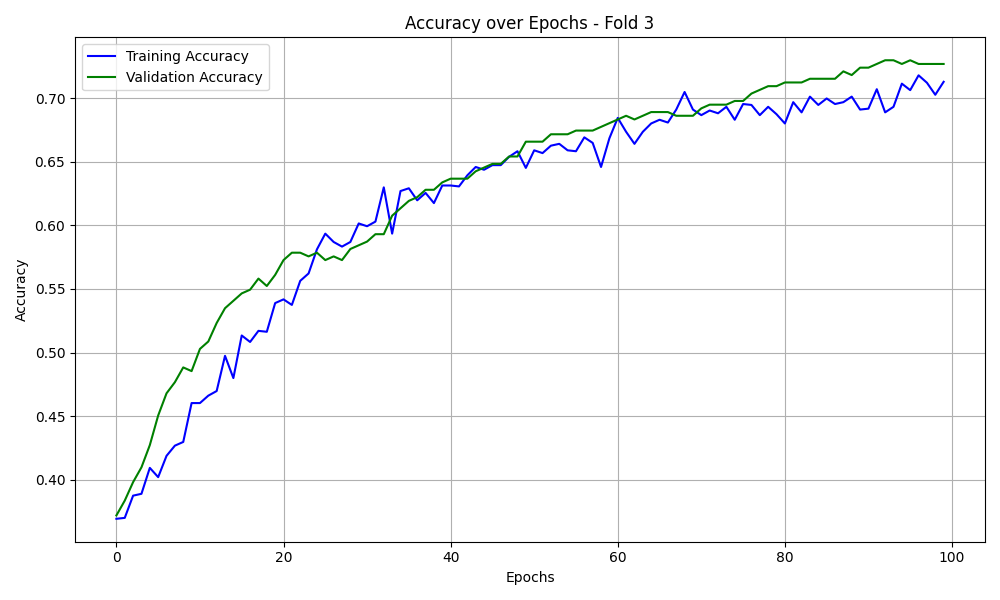 Accuracy over Epochs - Fold 3
Training Accuracy
Validation Accuracy
Accuracy
0.70
0.65
0.60
0.55
0.50
0.45
0.40
0 20 40 60 80 100
Epochs